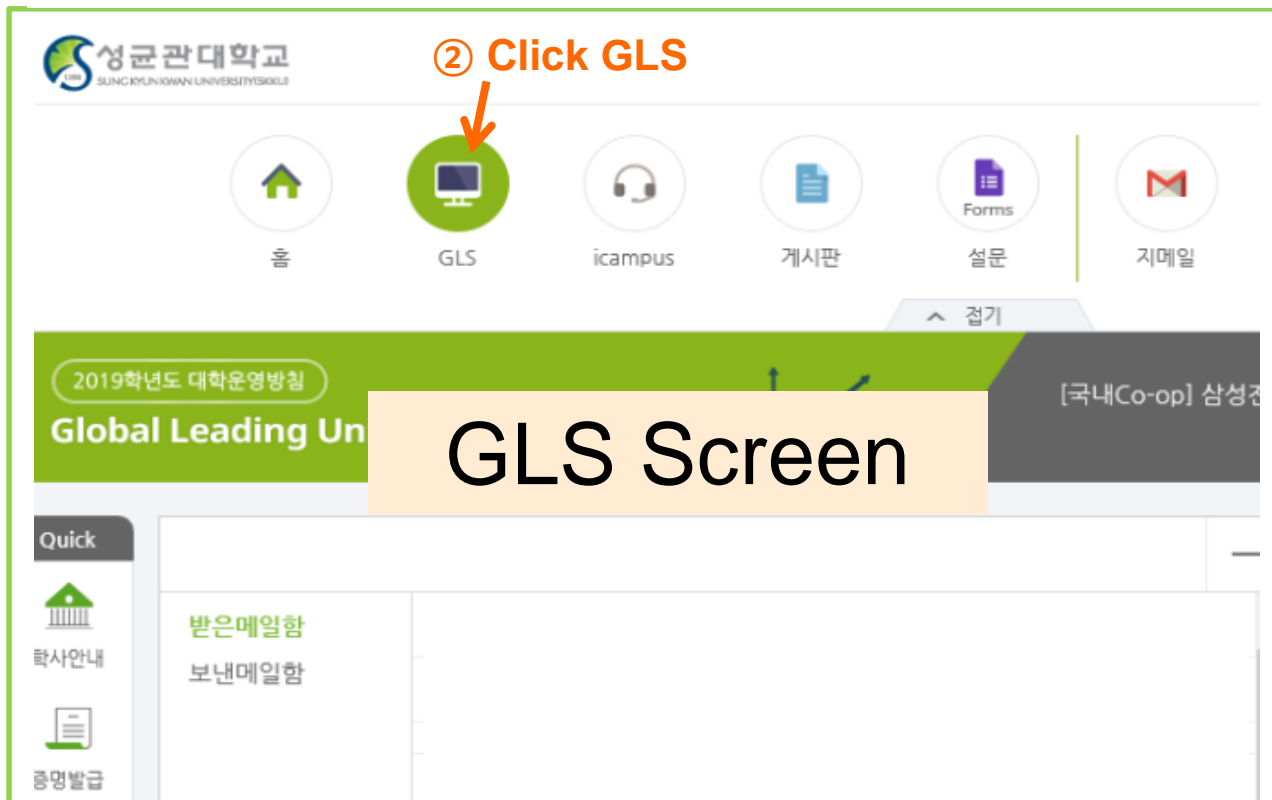 성균관대학교
② Click GLS
Forms
홈
GLS
icampus
게시판
설문
지메일
접기
2019학년도 대학운영방침
Global Leading Un
[국내Co-op] 삼성전
GLS Screen
Quick
받은메일함
학사안내
보낸메일함
증명발급